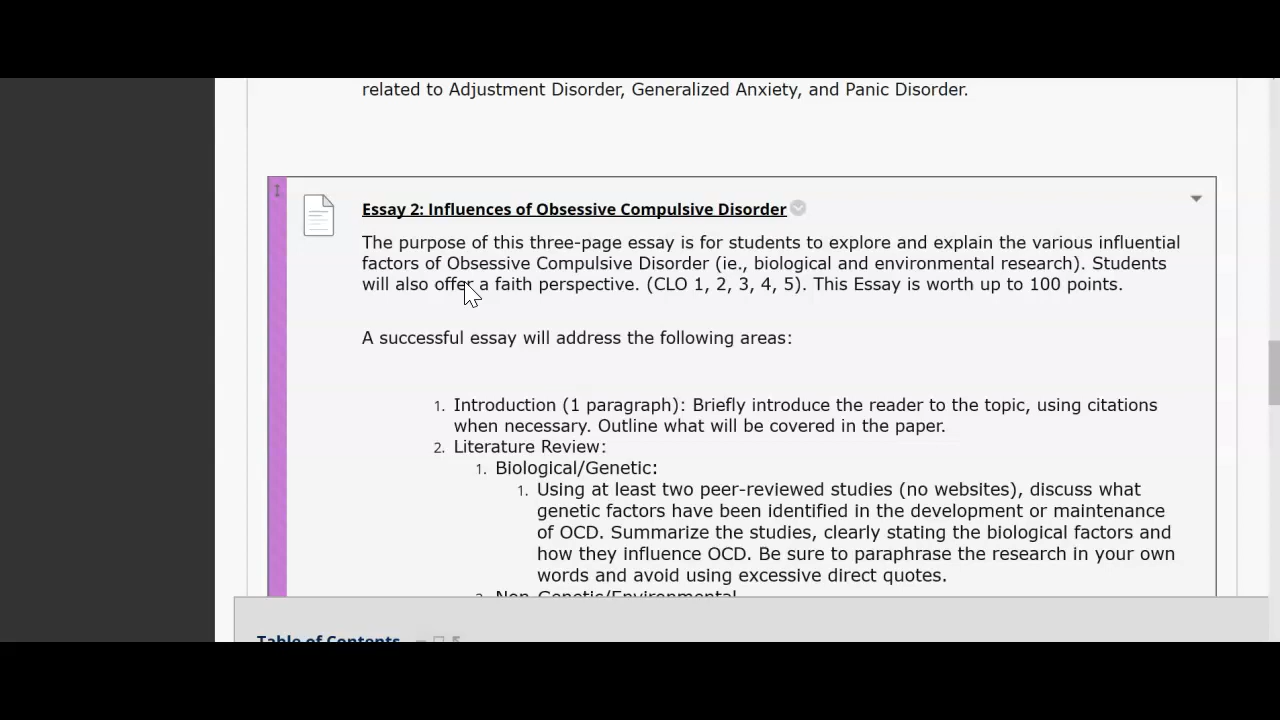 related to Adjustment Disorder, Generalized Anxiety, and Panic Disorder.
Essay 2: Influences of Obsessive Compulsive Disorder
The purpose of this three-page essay is for students to explore and explain the various influential
factors of Obsessive Compulsive Disorder (ie., biological and environmental research). Students
will also offer a faith perspective. (CLO 1, 2, 3, 4, 5). This Essay is worth up to 100 points.
A successful essay will address the following areas:
1. Introduction (1 paragraph): Briefly introduce the reader to the topic, using citations
when necessary. Outline what will be covered in the paper.
2. Literature Review:
1. Biological/Genetic:
1. Using at least two peer-reviewed studies (no websites), discuss what
genetic factors have been identified in the development or maintenance
of OCD. Summarize the studies, clearly stating the biological factors and
how they influence OCD. Be sure to paraphrase the research in your own
words and avoid using excessive direct quotes.
2. Non-Genetic/Environmental
Table of Contents